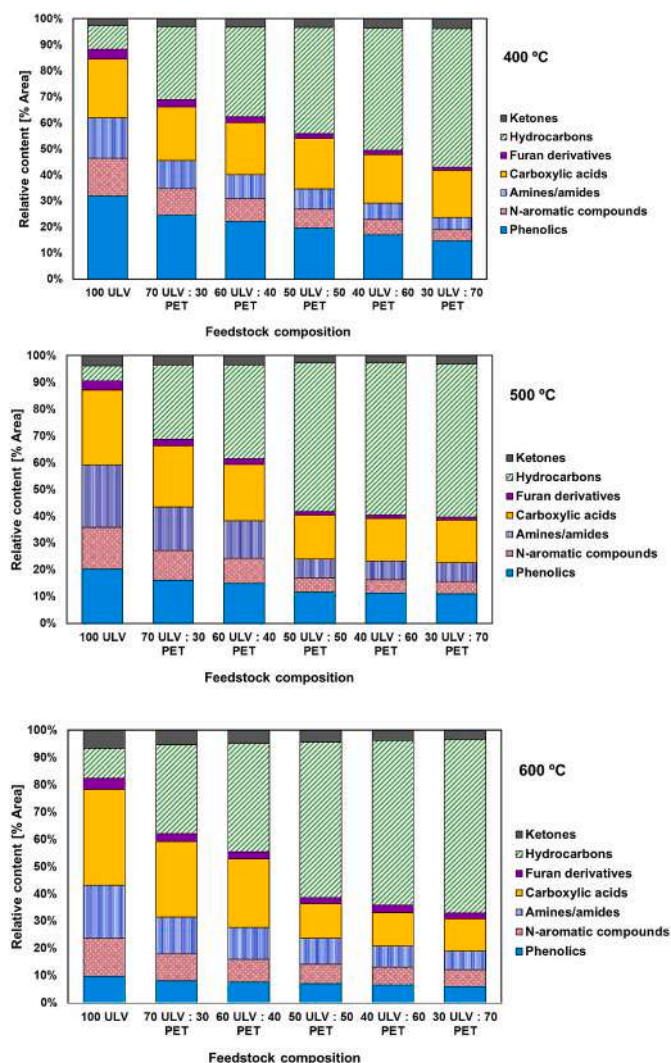 100%
90%
80%
70%
60%
50%
40%
30%
20%
10%
0%
Relative content [% Area]
400 ºC
Ketones
Hydrocarbons
Furan derivatives
Carboxylic acids
Amines/amides
N-aromatic compounds
Phenolics
100 ULV
70 ULV : 30
PET
60 ULV : 40
PET
50 ULV : 50
PET
40 ULV : 60
PET
30 ULV : 70
PET
Feedstock composition
100%
90%
80%
70%
60%
50%
40%
30%
20%
10%
0%
Relative content [% Area]
500 ºC
Ketones
Hydrocarbons
Furan derivatives
Carboxylic acids
Amines/amides
N-aromatic compounds
Phenolics
100 ULV
70 ULV : 30
PET
60 ULV : 40
PET
50 ULV : 50
PET
40 ULV : 60
PET
30 ULV : 70
PET
Feedstock composition
100%
90%
80%
70%
60%
50%
40%
30%
20%
10%
0%
Relative content [% Area]
600 ºC
Ketones
Hydrocarbons
Furan derivatives
Carboxylic acids
Amines/amides
N-aromatic compounds
Phenolics
100 ULV
70 ULV : 30
PET
60 ULV : 40
PET
50 ULV : 50
PET
40 ULV : 60
PET
30 ULV : 70
PET
Feedstock composition